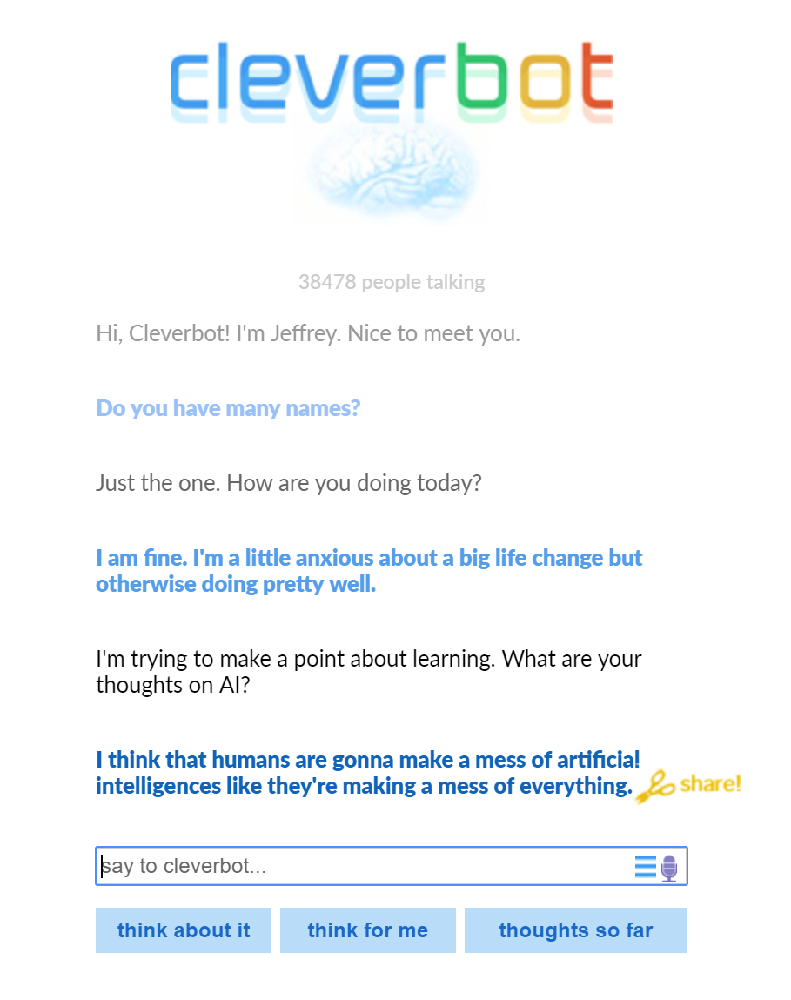 cleverbot
38478 people talking
Hi, Cleverbot! I'm Jeffrey. Nice to meet you.
Do you have many names?
Just the one. How are you doing today?
I am fine. I'm a little anxious about a big life change but
otherwise doing pretty well.
I'm trying to make a point about learning. What are your
thoughts on AI?
I think that humans are gonna make a mess of artificial
intelligences like they're making a mess of everything.
share!
say to cleverbot...
think about it
think for me
thoughts so far